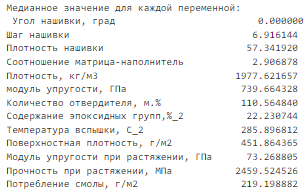 Медианное значение для каждой переменной:
Угол нашивки, град 0.000000
Шаг нашивки 6.916144
Плотность нашивки 57.341920
Соотношение матрица-наполнитель 2.906878
Плотность, кг/м3 1977.621657
модуль упругости, ГПа 739.664328
Количество отвердителя, м.% 110.564840
Содержание эпоксидных групп,%_2 22.230744
Температура вспышки, С_2 285.896812
Поверхностная плотность, г/м2 451.864365
Модуль упругости при растяжении, ГПа 73.268805
Прочность при растяжении, МПа 2459.524526
Потребление смолы, г/м2 219.198882